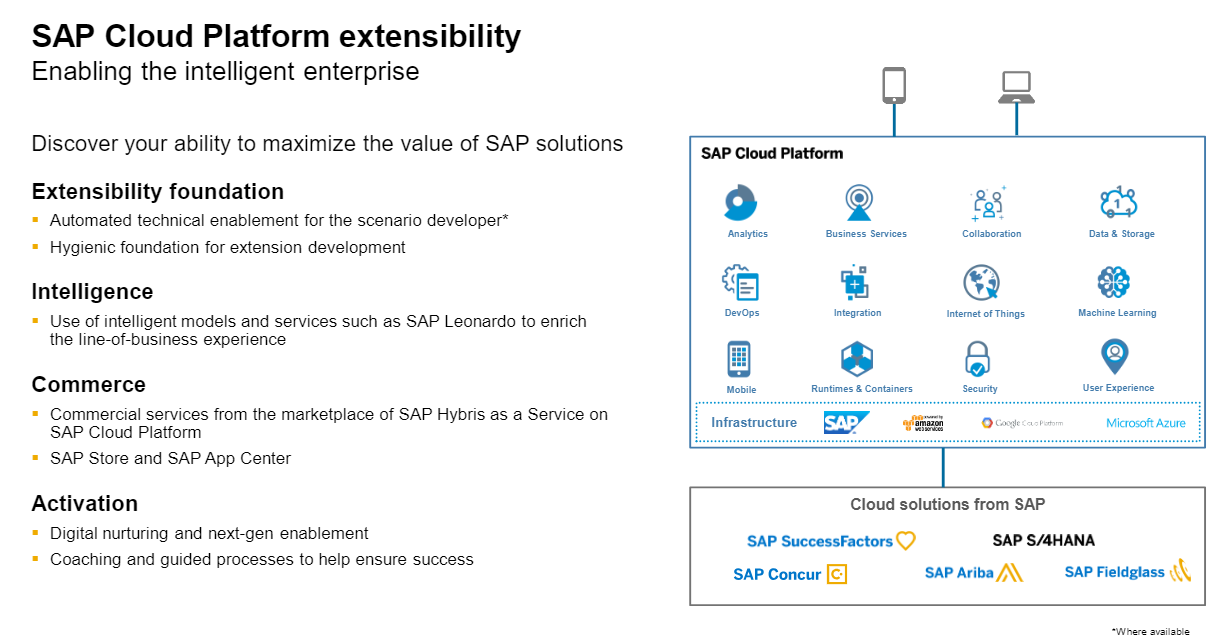 SAP Cloud Platform extensibility
Enabling the intelligent enterprise
Discover your ability to maximize the value of SAP solutions
Extensibility foundation
Automated technical enablement for the scenario developer*
Hygienic foundation for extension development
Intelligence
Use of intelligent models and services such as SAP Leonardo to enrich
the line-of-business experience
Commerce
Commercial services from the marketplace of SAP Hybris as a Service on
SAP Cloud Platform
SAP Store and SAP App Center
Activation
Digital nurturing and next-gen enablement
Coaching and guided processes to help ensure success
SAP Cloud Platform
Analytics
Business Services
Collaboration
1
Data & Storage
DevOps
Integration
Internet of Things
Machine Learning
Mobile
Runtimes & Containers
Security
User Experience
Infrastructure
SAP
powered by
amazon
web services
Google Cloud Platform
Microsoft Azure
Cloud solutions from SAP
SAP SuccessFactors
SAP S/4HANA
SAP Concur C
SAP Ariba
SAP Fieldglass
*Where available